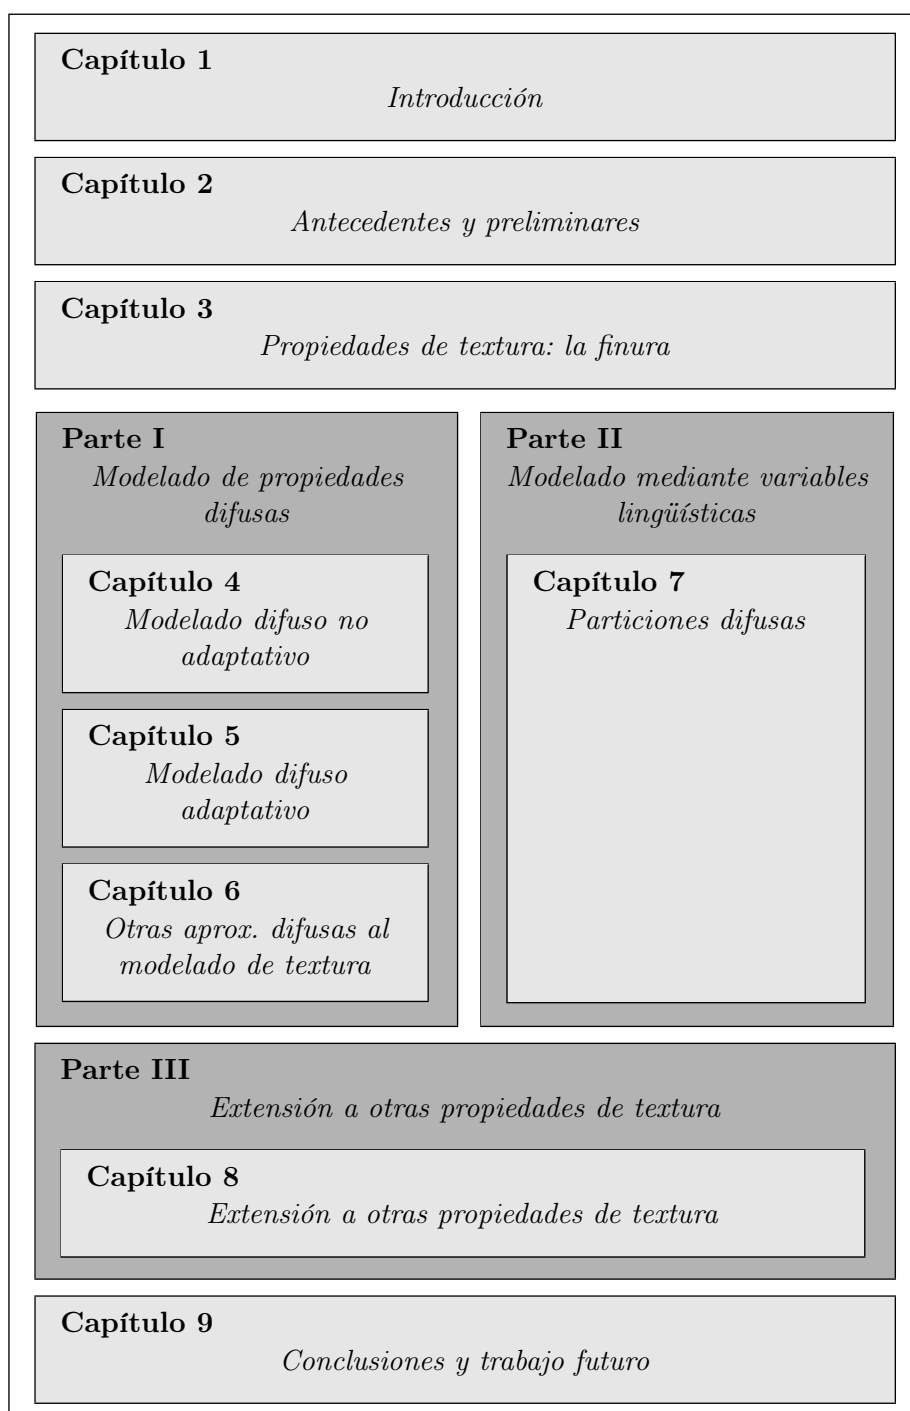 Capítulo 1
Introducción
Capítulo 2
Antecedentes y preliminares
Capítulo 3
Propiedades de textura: la finura
Parte I
Modelado de propiedades
difusas
Capítulo 4
Modelado difuso no
adaptativo
Capítulo 5
Modelado difuso
adaptativo
Capítulo 6
Otras aprox. difusas al
modelado de textura
Parte II
Modelado mediante variables
lingüísticas
Capítulo 7
Particiones difusas
Parte III
Extensión a otras propiedades de textura
Capítulo 8
Extensión a otras propiedades de textura
Capítulo 9
Conclusiones y trabajo futuro